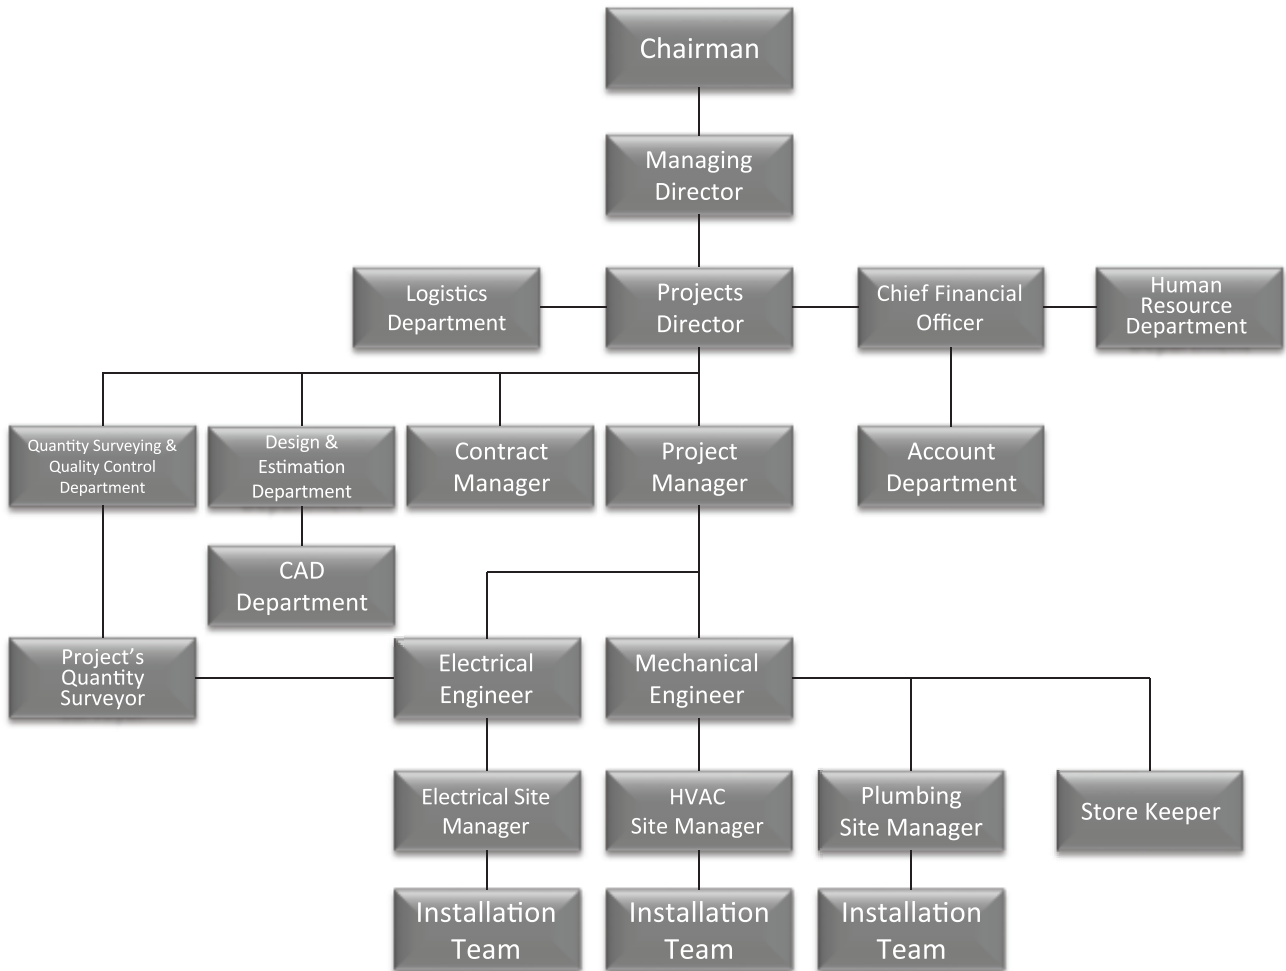 Chairman
Managing
Director
Logistics
Department
Projects
Director
Chief Financial
Officer
Human
Resource
Department
Quantity Surveying &
Quality Control
Department
Design &
Estimation
Department
Contract
Manager
Project
Manager
Account
Department
CAD
Department
Project’s
Quantity
Surveyor
Electrical
Engineer
Mechanical
Engineer
Electrical Site
Manager
HVAC
Site Manager
Plumbing
Site Manager
Store Keeper
Installation
Team
Installation
Team
Installation
Team